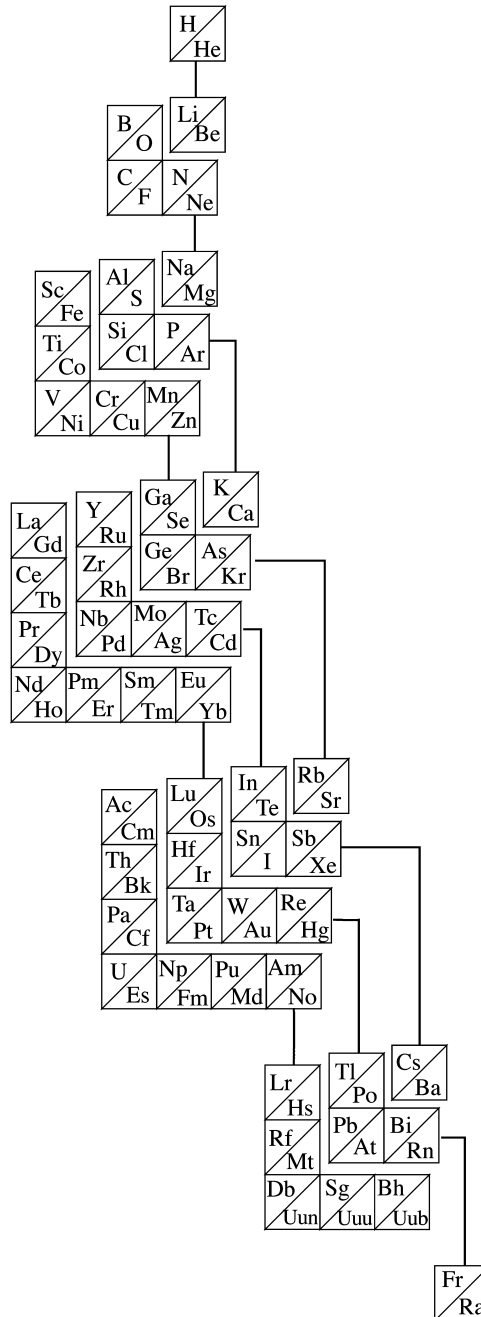 H
He
Li
Be
B
O
C
F
N
Ne
Na
Mg
Al
S
Si
Cl
P
Ar
Sc
Fe
Ti
Co
V
Ni
Cr
Cu
Mn
Zn
K
Ca
Ga
Se
Ge
Br
As
Kr
Y
Ru
Zr
Rh
Nb
Pd
Mo
Ag
Tc
Cd
La
Gd
Ce
Tb
Pr
Dy
Nd
Ho
Pm
Er
Sm
Tm
Eu
Yb
Rb
Sr
In
Te
Sn
I
Sb
Xe
Lu
Os
Hf
Ir
Ta
Pt
W
Au
Re
Hg
Ac
Cm
Th
Bk
Pa
Cf
U
Es
Np
Fm
Pu
Md
Am
No
Cs
Ba
Tl
Po
Pb
At
Bi
Rn
Lr
Hs
Rf
Mt
Db
Uun
Sg
Uuu
Bh
Uub
Fr
Ra